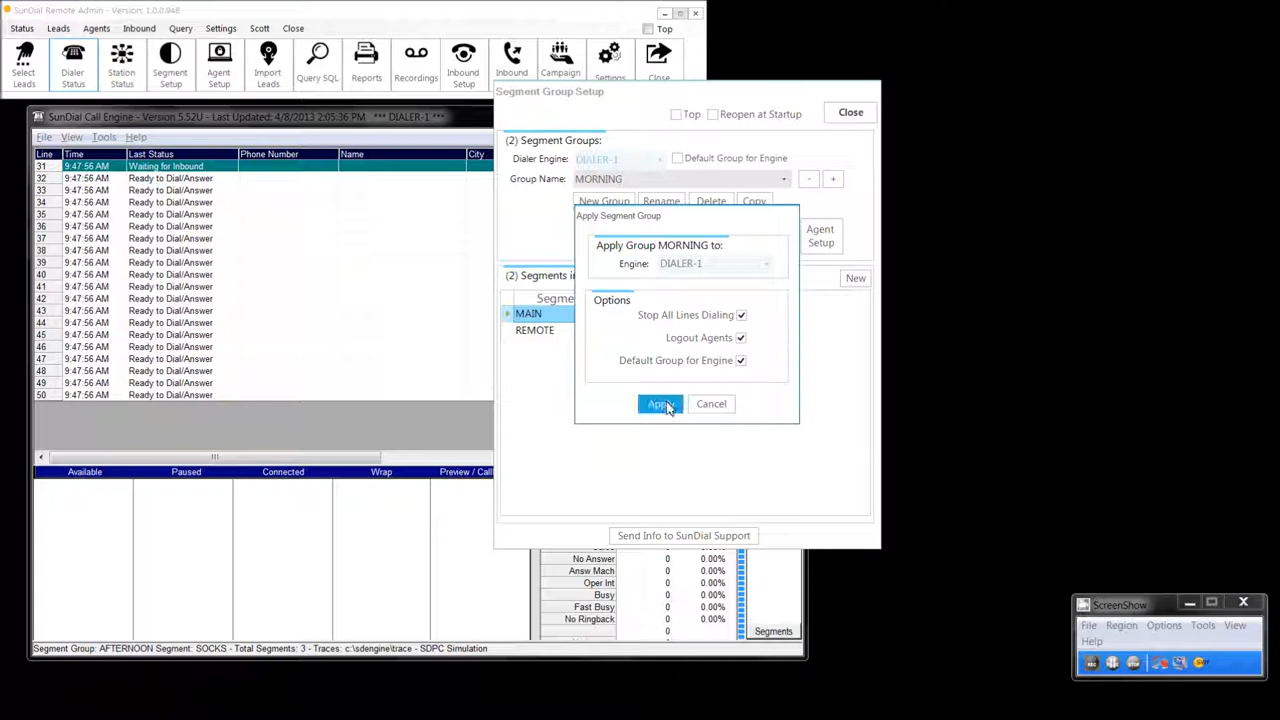 SunDial Remote Admin - Version: 1.0.0.948
Status Leads Agents Inbound Query Settings Scott Close
Top
Select Leads
Dialer Status
Station Status
Segment Setup
Agent Setup
Import Leads
Query SQL
Reports
Recordings
Inbound Setup
Inbound
Campaign
Settings
Close
SunDial Call Engine - Version 5.52U - Last Updated: 4/8/2013 2:05:36 PM *** DIALER-1 ***
File View Tools Help
Line Time Last Status Phone Number Name City
31 9:47:56 AM Waiting for Inbound
32 9:47:56 AM Ready to Dial/Answer
33 9:47:56 AM Ready to Dial/Answer
34 9:47:56 AM Ready to Dial/Answer
35 9:47:56 AM Ready to Dial/Answer
36 9:47:56 AM Ready to Dial/Answer
37 9:47:56 AM Ready to Dial/Answer
38 9:47:56 AM Ready to Dial/Answer
39 9:47:56 AM Ready to Dial/Answer
40 9:47:56 AM Ready to Dial/Answer
41 9:47:56 AM Ready to Dial/Answer
42 9:47:56 AM Ready to Dial/Answer
43 9:47:56 AM Ready to Dial/Answer
44 9:47:56 AM Ready to Dial/Answer
45 9:47:56 AM Ready to Dial/Answer
46 9:47:56 AM Ready to Dial/Answer
47 9:47:56 AM Ready to Dial/Answer
48 9:47:56 AM Ready to Dial/Answer
49 9:47:56 AM Ready to Dial/Answer
50 9:47:56 AM Ready to Dial/Answer
Available Paused Connected Wrap Preview / Call
Segment Group Setup
Top Reopen at Startup Close
(2) Segment Groups:
Dialer Engine: DIALER-1 Default Group for Engine
Group Name: MORNING - +
New Group Rename Delete Copy
Agent Setup
(2) Segments in
New
Segme
MAIN
REMOTE
Apply Segment Group
Apply Group MORNING to:
Engine: DIALER-1
Options
Stop All Lines Dialing
Logout Agents
Default Group for Engine
Apply Cancel
Send Info to SunDial Support
No Answer 0 0.00%
Answ Mach 0 0.00%
Oper Int 0 0.00%
Busy 0 0.00%
Fast Busy 0 0.00%
No Ringback 0 0.00%
0 0.00%
Segments
Segment Group: AFTERNOON Segment: SOCKS - Total Segments: 3 - Traces: c:\sdengine\trace - SDPC Simulation
ScreenShow
File Region Options Tools View
Help
REC